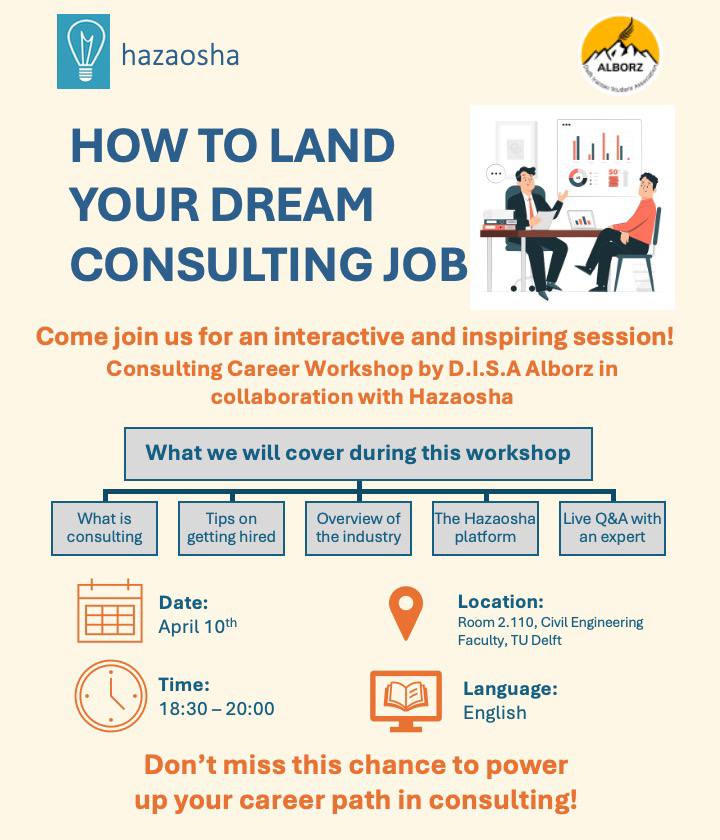 hazaosha
ALBORZ
Delft Iranian Student Association
HOW TO LAND
YOUR DREAM
CONSULTING JOB
Come join us for an interactive and inspiring session!
Consulting Career Workshop by D.I.S.A Alborz in
collaboration with Hazaosha
What we will cover during this workshop
What is
consulting
Tips on
getting hired
Overview of
the industry
The Hazaosha
platform
Live Q&A with
an expert
Date:
April 10th
Location:
Room 2.110, Civil Engineering
Faculty, TU Delft
Time:
18:30 – 20:00
Language:
English
Don't miss this chance to power
up your career path in consulting!